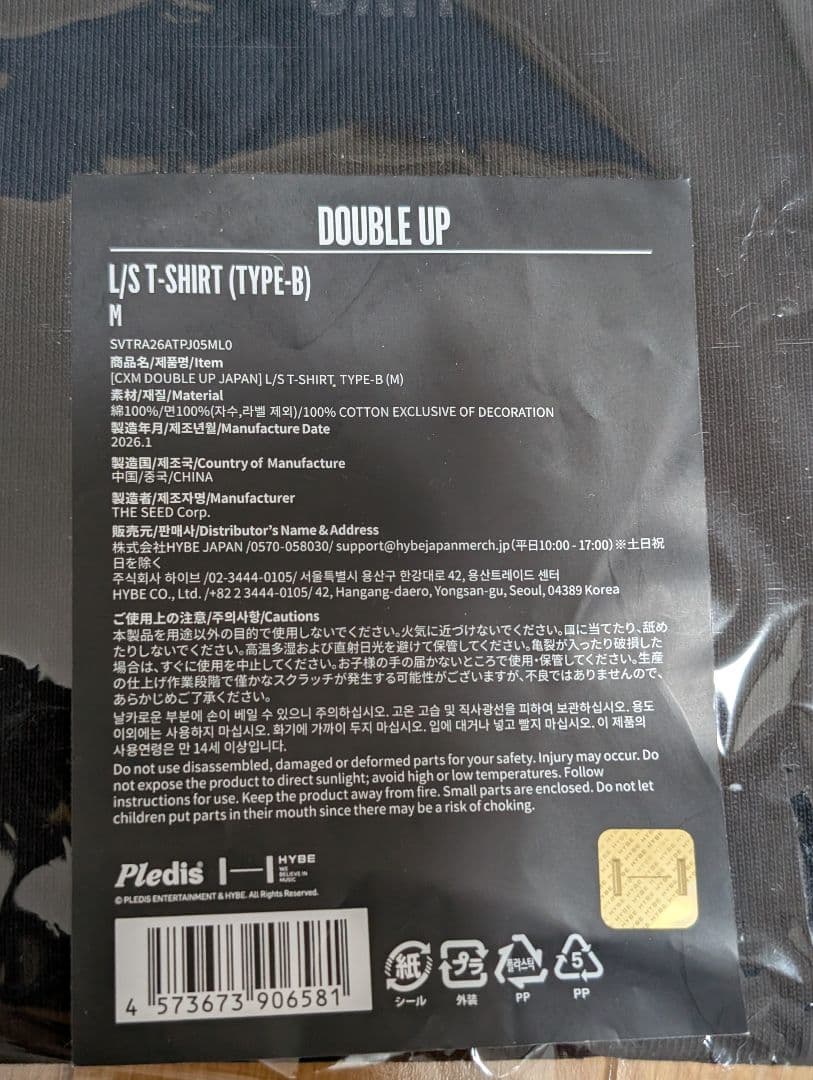 DOUBLE UP
L/S T-SHIRT (TYPE-B)
M
SVTRA26ATPJ05ML0
商品名/제품명/Item
[CXM DOUBLE UP JAPAN] L/S T-SHIRT_TYPE-B (M)
素材/재질/Material
綿100%/면100%(자수,라벨 제외)/100% COTTON EXCLUSIVE OF DECORATION
製造年月/제조년월/Manufacture Date
2026.1
製造国/제조국/Country of Manufacture
中国/중국/CHINA
製造者/제조자명/Manufacturer
THE SEED Corp.
販売元/판매사/Distributor's Name & Address
株式会社HYBE JAPAN /0570-058030/ support@hybejapanmerch.jp (平日10:00 - 17:00) ※土日祝
日を除く
주식회사 하이브 /02-3444-0105/ 서울특별시 용산구 한강대로 42, 용산트레이드 센터
HYBE CO., Ltd. /+82 2 3444-0105/ 42, Hangang-daero, Yongsan-gu, Seoul, 04389 Korea
ご使用上の注意/주의사항/Cautions
本製品を用途以外の目的で使用しないでください。火気に近づけないでください。口に当てたり、舐め
たりしないでください。高温多湿および直射日光を避けて保管してください。亀裂が入ったり破損した
場合は、すぐに使用を中止してください。お子様の手の届かないところで使用・保管してください。生産
の仕上げ作業段階で僅かなスクラッチが発生する可能性がございますが、不良ではありませんので、
あらかじめご了承ください。
날카로운 부분에 손이 베일 수 있으니 주의하십시오. 고온 고습 및 직사광선을 피하여 보관하십시오. 용도
이외에는 사용하지 마십시오. 화기에 가까이 두지 마십시오. 입에 대거나 넣고 빨지 마십시오. 이 제품의
사용연령은 만 14세 이상입니다.
Do not use disassembled, damaged or deformed parts for your safety. Injury may occur. Do
not expose the product to direct sunlight; avoid high or low temperatures. Follow
instructions for use. Keep the product away from fire. Small parts are enclosed. Do not let
children put parts in their mouth since there may be a risk of choking.
Pledis HYBE
WE
BELIEVE IN
MUSIC
© PLEDIS ENTERTAINMENT & HYBE. All Rights Reserved.
4 573673 906581
紙 プラ 플라스틱 5
シール 外装 PP PP